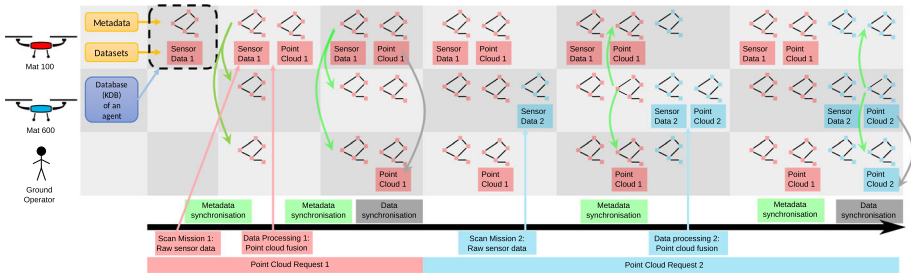 Metadata
Datasets
Database
(KDB)
of an
agent
Mat 100
Mat 600
Ground
Operator
Sensor
Data 1
Sensor
Data 1
Point
Cloud 1
Sensor
Data 1
Point
Cloud 1
Sensor
Data 1
Point
Cloud 1
Sensor
Data 1
Point
Cloud 1
Sensor
Data 1
Point
Cloud 1
Sensor
Data 2
Sensor
Data 2
Point
Cloud 2
Sensor
Data 2
Point
Cloud 2
Point
Cloud 1
Point
Cloud 1
Point
Cloud 1
Point
Cloud 1
Point
Cloud 2
Metadata
synchronisation
Metadata
synchronisation
Data
synchronisation
Metadata
synchronisation
Metadata
synchronisation
Data
synchronisation
Scan Mission 1:
Raw sensor data
Data Processing 1:
Point cloud fusion
Scan Mission 2:
Raw sensor data
Data processing 2:
Point cloud fusion
Point Cloud Request 1
Point Cloud Request 2